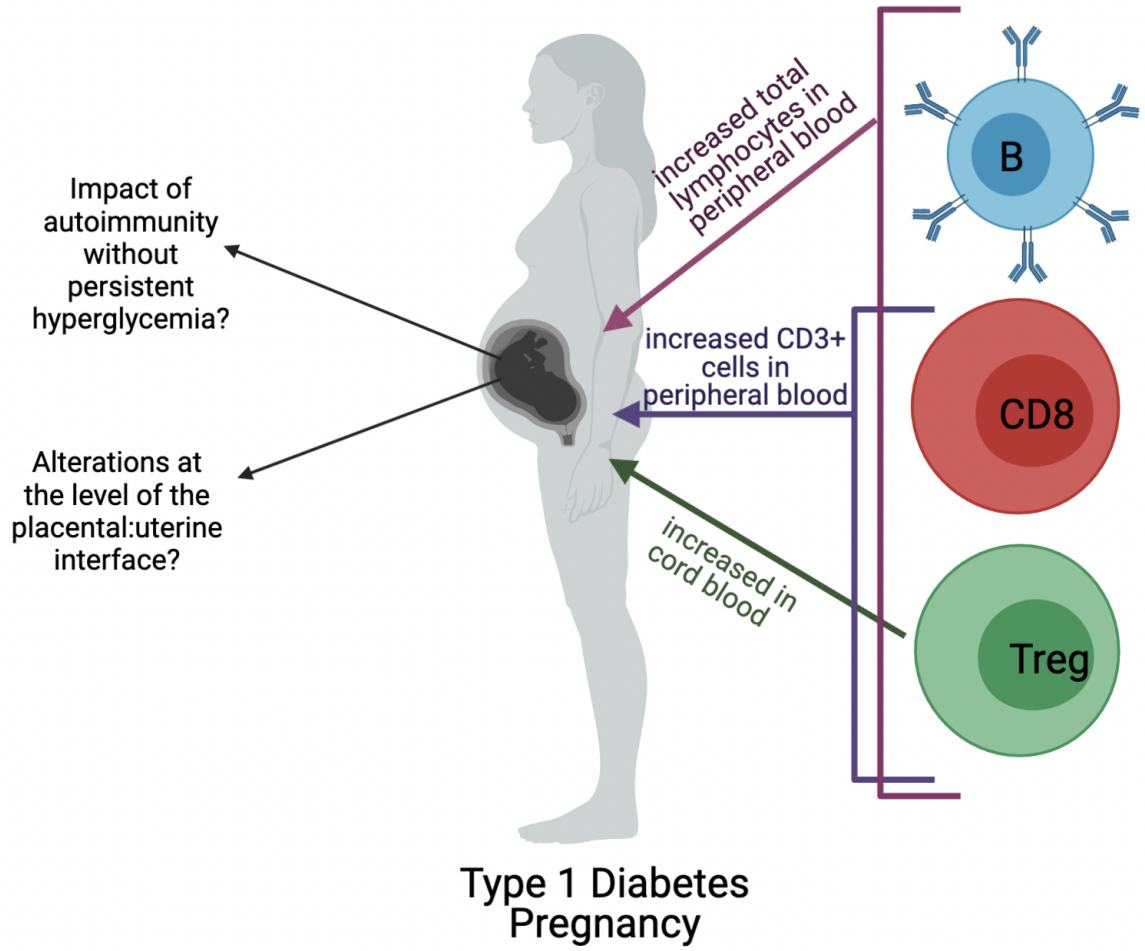 Impact of
autoimmunity
without
persistent
hyperglycemia?
Alterations at
the level of the
placental:uterine
interface?
increased total
lymphocytes in
peripheral blood
increased CD3+
cells in
peripheral blood
increased in
cord blood
B
CD8
Treg
Type 1 Diabetes
Pregnancy